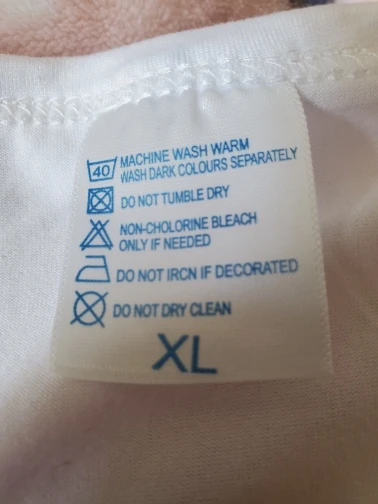 40 MACHINE WASH WARM
WASH DARK COLOURS SEPARATELY
DO NOT TUMBLE DRY
NON-CHOLORINE BLEACH
ONLY IF NEEDED
DO NOT IRCN IF DECORATED
DO NOT DRY CLEAN
XL